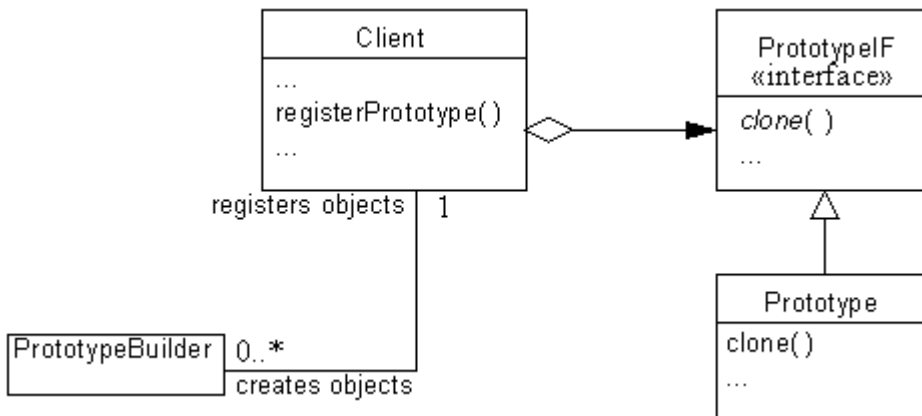 Client
...
registerPrototype()
...
PrototypeIF
«interface»
clone( )
...
registers objects
1
Prototype
clone()
...
PrototypeBuilder
0..*
creates objects